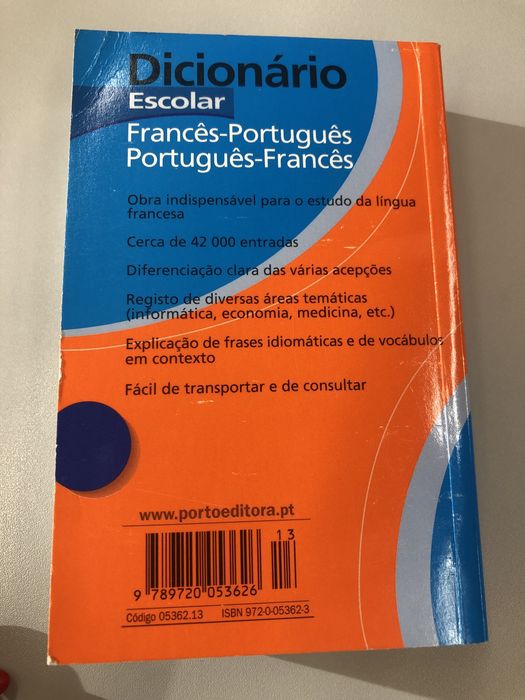 Dicionário
Escolar
Francês-Português
Português-Francês
Obra indispensável para o estudo da língua
francesa
Cerca de 42 000 entradas
Diferenciação clara das várias acepções
Registo de diversas áreas temáticas
(informática, economia, medicina, etc.)
Explicação de frases idiomáticas e de vocábulos
em contexto
Fácil de transportar e de consultar
www.portoeditora.pt
13
9 789720 053626
Código 05362.13 ISBN 972-0-05362-3